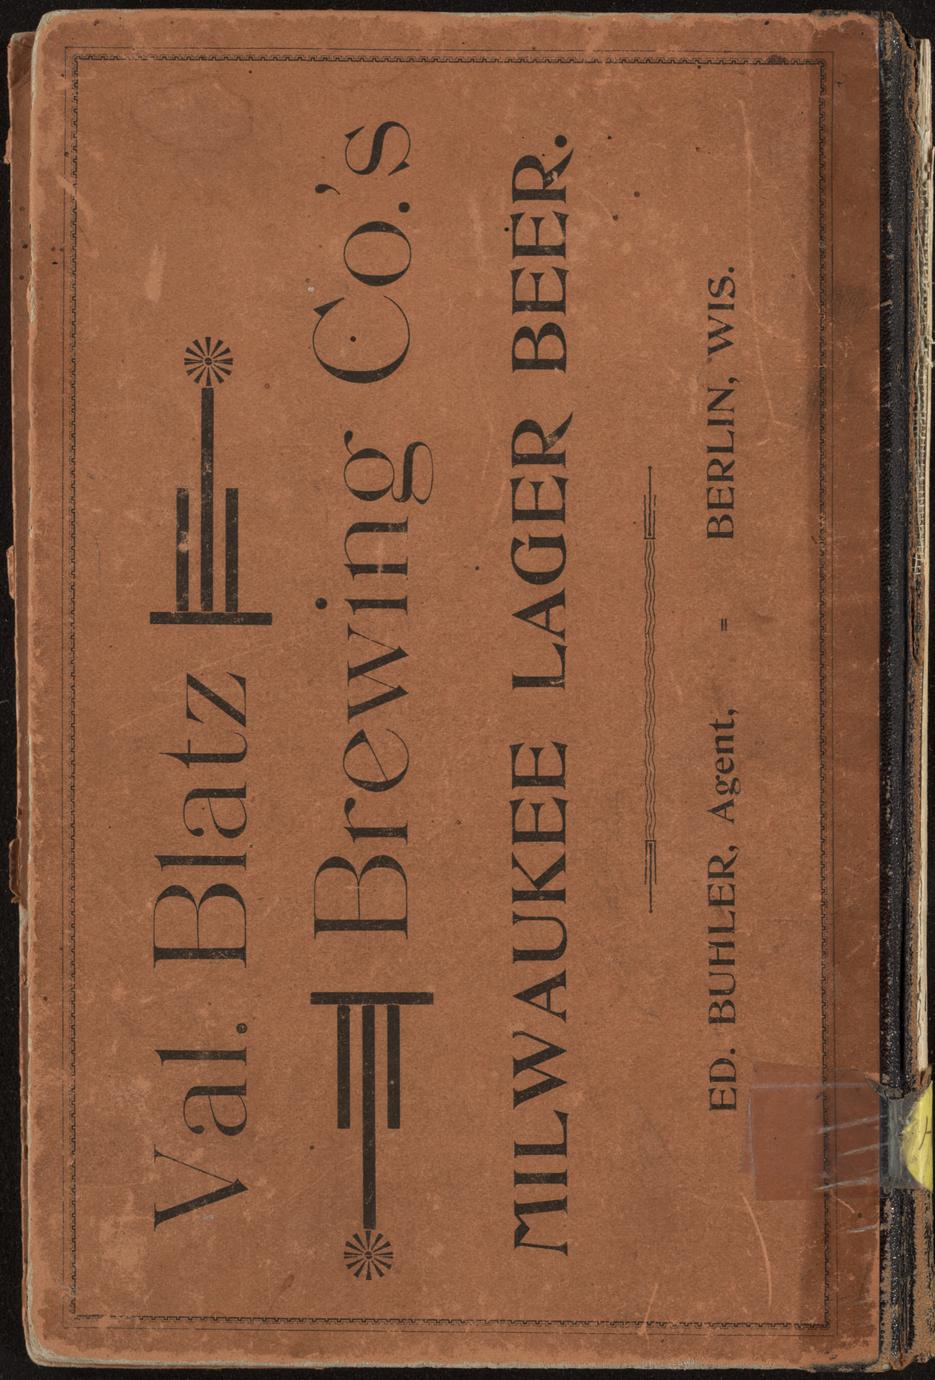 Val. Blatz
Brewing Co.'s
MILWAUKEE LAGER BEER.
ED. BUHLER, Agent, = BERLIN, WIS.